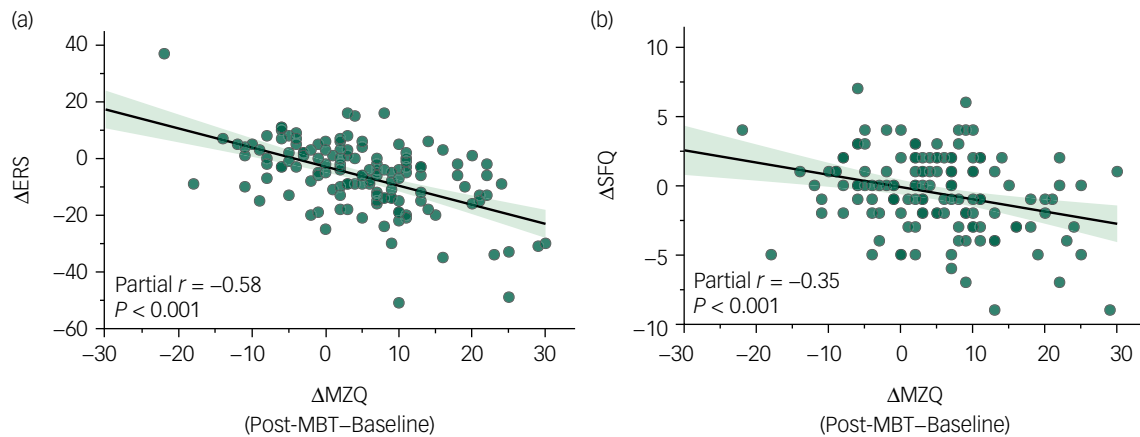 (a)
40
20
0
−20
−40
−60
ΔERS
Partial r = −0.58
P < 0.001
−30 −20 −10 0 10 20 30
ΔMZQ
(Post-MBT–Baseline)
(b)
10
5
0
−5
−10
ΔSFQ
Partial r = −0.35
P < 0.001
−30 −20 −10 0 10 20 30
ΔMZQ
(Post-MBT–Baseline)